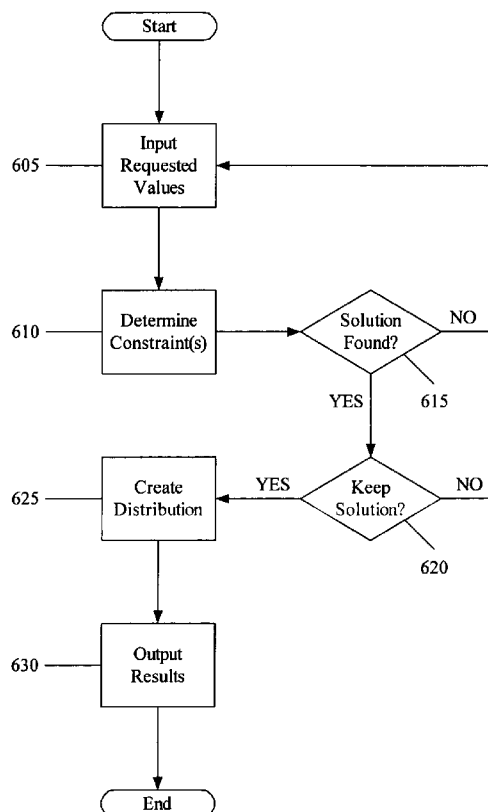 Start
Input
Requested
Values
605
Determine
Constraint(s)
610
Solution
Found?
NO
615
YES
Create
Distribution
625
YES
Keep
Solution?
NO
620
Output
Results
630
End